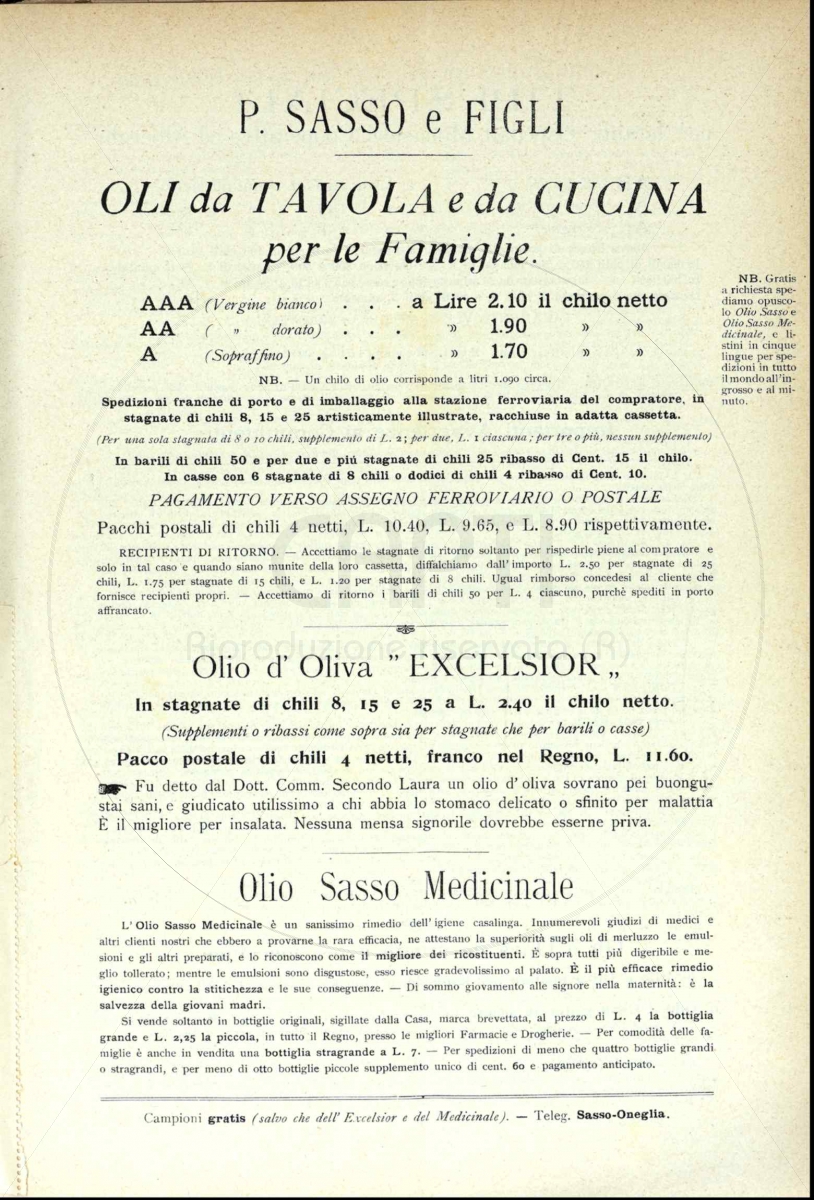 P. SASSO e FIGLI
OLI da TAVOLA e da CUCINA
per le Famiglie.
AAA (Vergine bianco) . . . a Lire 2.10 il chilo netto
AA ( „ dorato) . . . » 1.90 » »
A (Sopraffino) . . . . » 1.70 » »
NB. — Un chilo di olio corrisponde a litri 1.090 circa.
Spedizioni franche di porto e di imballaggio alla stazione ferroviaria del compratore, in
stagnate di chili 8, 15 e 25 artisticamente illustrate, racchiuse in adatta cassetta.
(Per una sola stagnata di 8 o 10 chili, supplemento di L. 2; per due, L. 1 ciascuna; per tre o più, nessun supplemento)
In barili di chili 50 e per due e piú stagnate di chili 25 ribasso di Cent. 15 il chilo.
In casse con 6 stagnate di 8 chili o dodici di chili 4 ribasso di Cent. 10.
PAGAMENTO VERSO ASSEGNO FERROVIARIO O POSTALE
Pacchi postali di chili 4 netti, L. 10.40, L. 9.65, e L. 8.90 rispettivamente.
RECIPIENTI DI RITORNO. — Accettiamo le stagnate di ritorno soltanto per rispedirle piene al compratore e
solo in tal caso e quando siano munite della loro cassetta, diffalchiamo dall'importo L. 2.50 per stagnate di 25
chili, L. 1.75 per stagnate di 15 chili, e L. 1.20 per stagnate di 8 chili. Ugual rimborso concedesi al cliente che
fornisce recipienti propri. — Accettiamo di ritorno i barili di chili 50 per L. 4 ciascuno, purchè spediti in porto
affrancato.
NB. Gratis
a richiesta spe-
diamo opusco-
lo Olio Sasso e
Olio Sasso Me-
dicinale, e li-
stini in cinque
lingue per spe-
dizioni in tutto
il mondo all'in-
grosso e al mi-
nuto.
Riproduzione riservata (R)
Olio d' Oliva " EXCELSIOR „
In stagnate di chili 8, 15 e 25 a L. 2.40 il chilo netto.
(Supplementi o ribassi come sopra sia per stagnate che per barili o casse)
Pacco postale di chili 4 netti, franco nel Regno, L. 11.60.
Fu detto dal Dott. Comm. Secondo Laura un olio d'oliva sovrano pei buongu-
stai sani, e giudicato utilissimo a chi abbia lo stomaco delicato o sfinito per malattia
È il migliore per insalata. Nessuna mensa signorile dovrebbe esserne priva.
Olio Sasso Medicinale
L'Olio Sasso Medicinale è un sanissimo rimedio dell'igiene casalinga. Innumerevoli giudizi di medici e
altri clienti nostri che ebbero a provarne la rara efficacia, ne attestano la superiorità sugli oli di merluzzo le emul-
sioni e gli altri preparati, e lo riconoscono come il migliore dei ricostituenti. È sopra tutti più digeribile e me-
glio tollerato; mentre le emulsioni sono disgustose, esso riesce gradevolissimo al palato. È il più efficace rimedio
igienico contro la stitichezza e le sue conseguenze. — Di sommo giovamento alle signore nella maternità: è la
salvezza della giovani madri.
Si vende soltanto in bottiglie originali, sigillate dalla Casa, marca brevettata, al prezzo di L. 4 la bottiglia
grande e L. 2,25 la piccola, in tutto il Regno, presso le migliori Farmacie e Drogherie. — Per comodità delle fa-
miglie è anche in vendita una bottiglia stragrande a L. 7. — Per spedizioni di meno che quattro bottiglie grandi
o stragrandi, e per meno di otto bottiglie piccole supplemento unico di cent. 60 e pagamento anticipato.
Campioni gratis (salvo che dell' Excelsior e del Medicinale). — Teleg. Sasso-Oneglia.